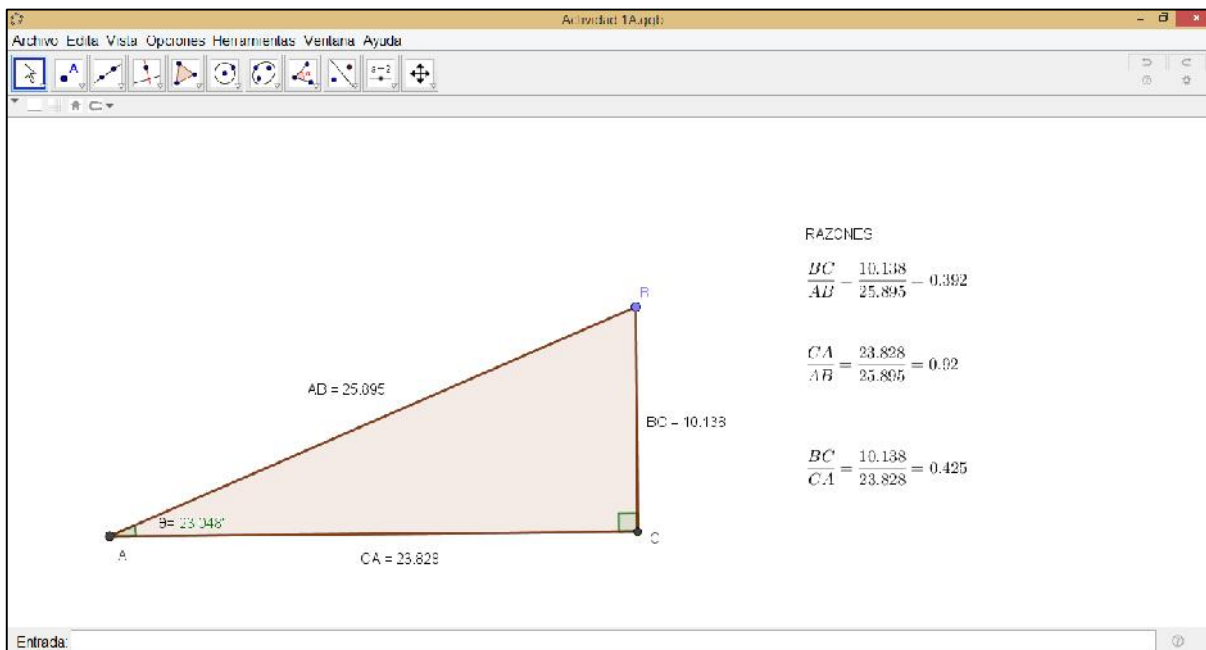 Actividad 1A.ggb
Archivo Edita Vista Opciones Herramientas Ventana Ayuda
A
a=2
RAZONES
BC/AB = 10.138/25.895 = 0.392
CA/AB = 23.828/25.895 = 0.92
BC/CA = 10.138/23.828 = 0.425
B
AB = 25.895
BC = 10.138
θ= 23.048°
A
C
CA = 23.828
Entrada: